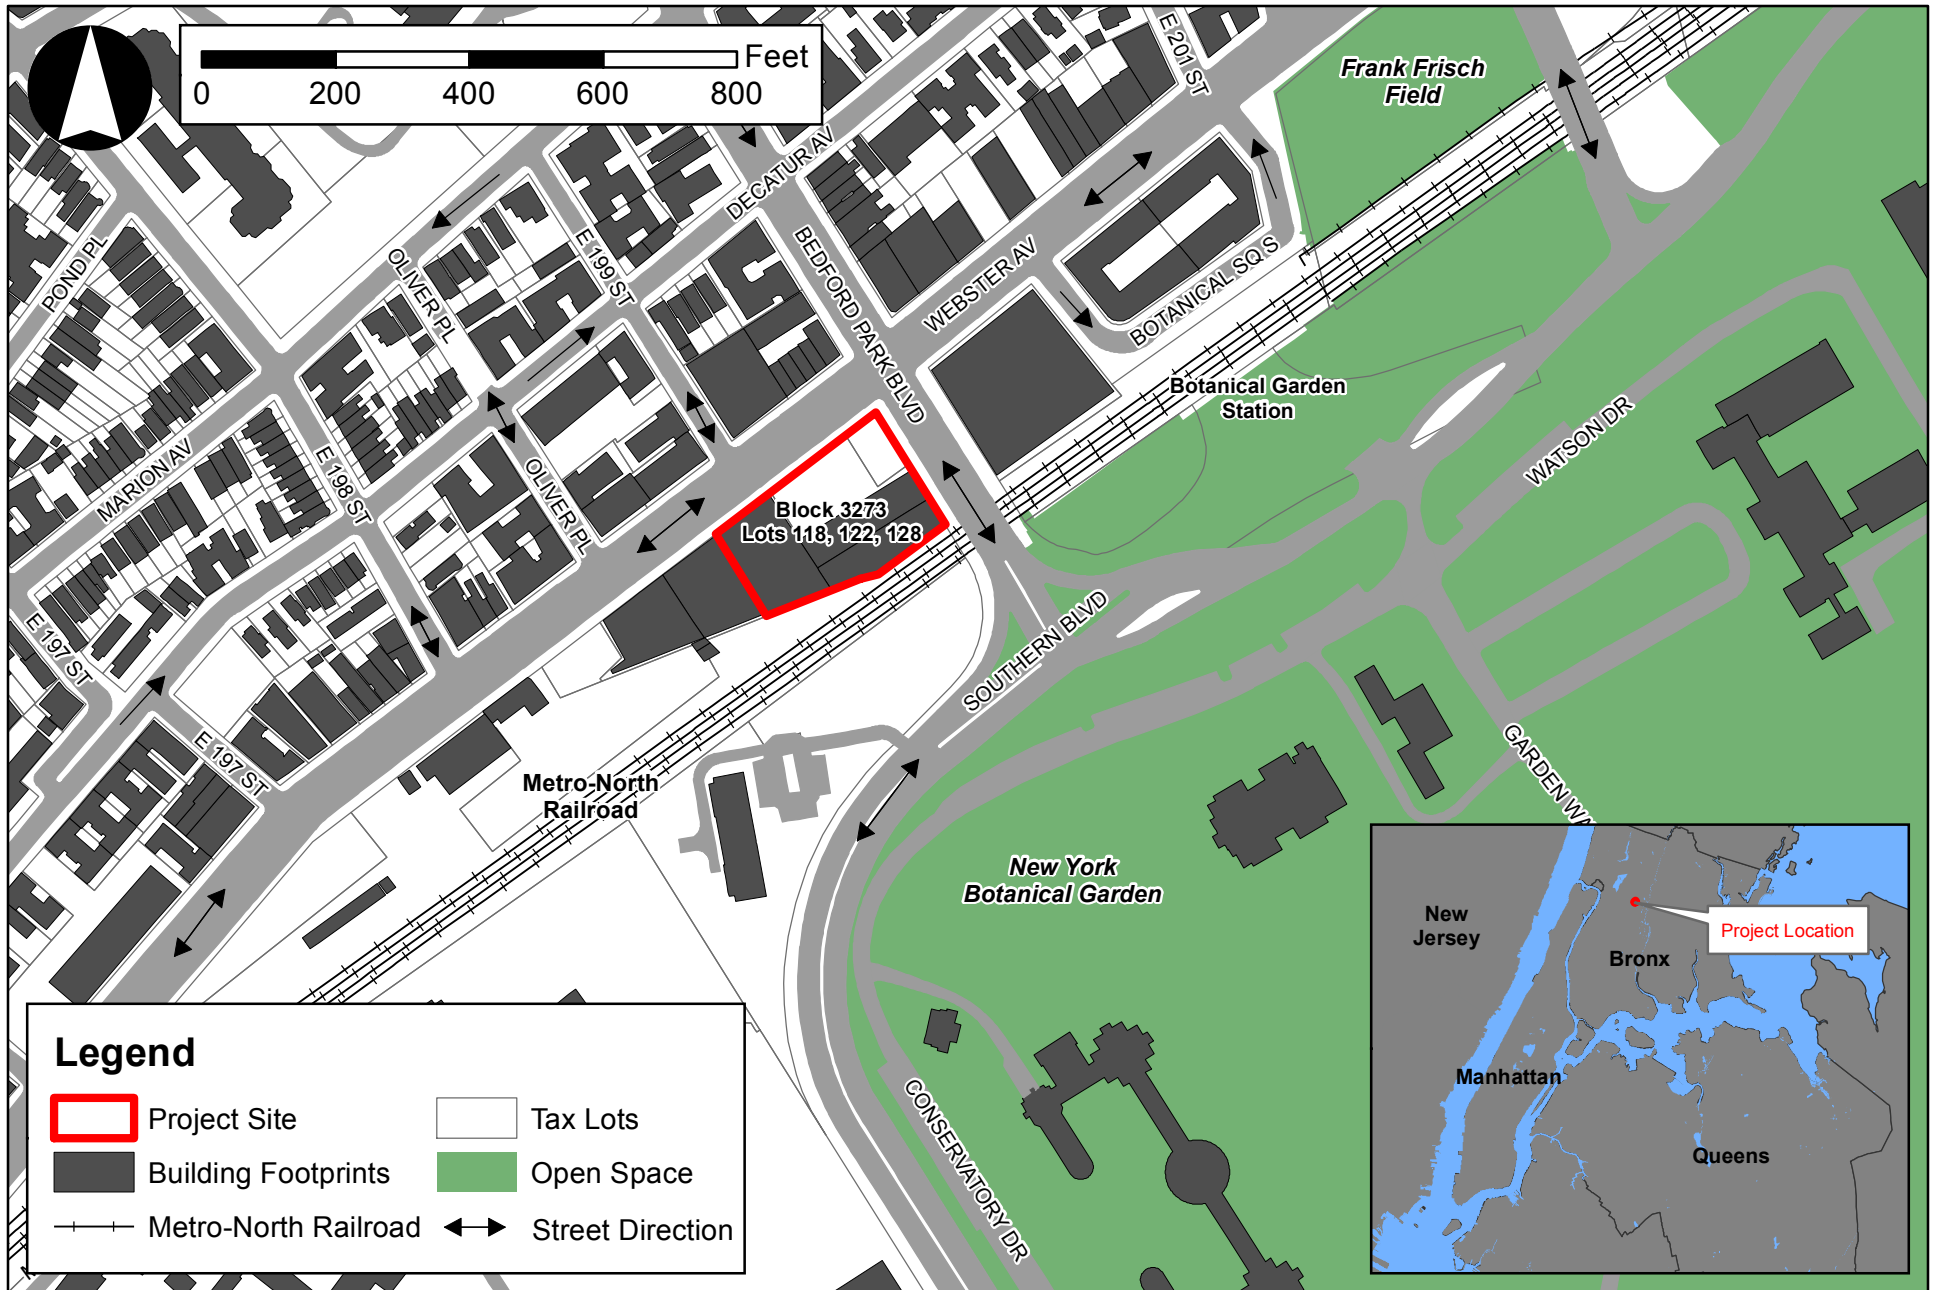 Feet
0 200 400 600 800
E 201 ST
Frank Frisch
Field
DECATUR AV
POND PL
OLIVER PL
E 199 ST
BEDFORD PARK BLVD
WEBSTER AV
BOTANICAL SQ S
Botanical Garden
Station
WATSON DR
MARION AV
E 198 ST
OLIVER PL
Block 3273
Lots 118, 122, 128
E 197 ST
SOUTHERN BLVD
E 197 ST
Metro-North
Railroad
GARDEN WA
New York
Botanical Garden
CONSERVATORY DR
New
Jersey
Project Location
Bronx
Manhattan
Queens
Legend
Project Site
Tax Lots
Building Footprints
Open Space
Metro-North Railroad
Street Direction